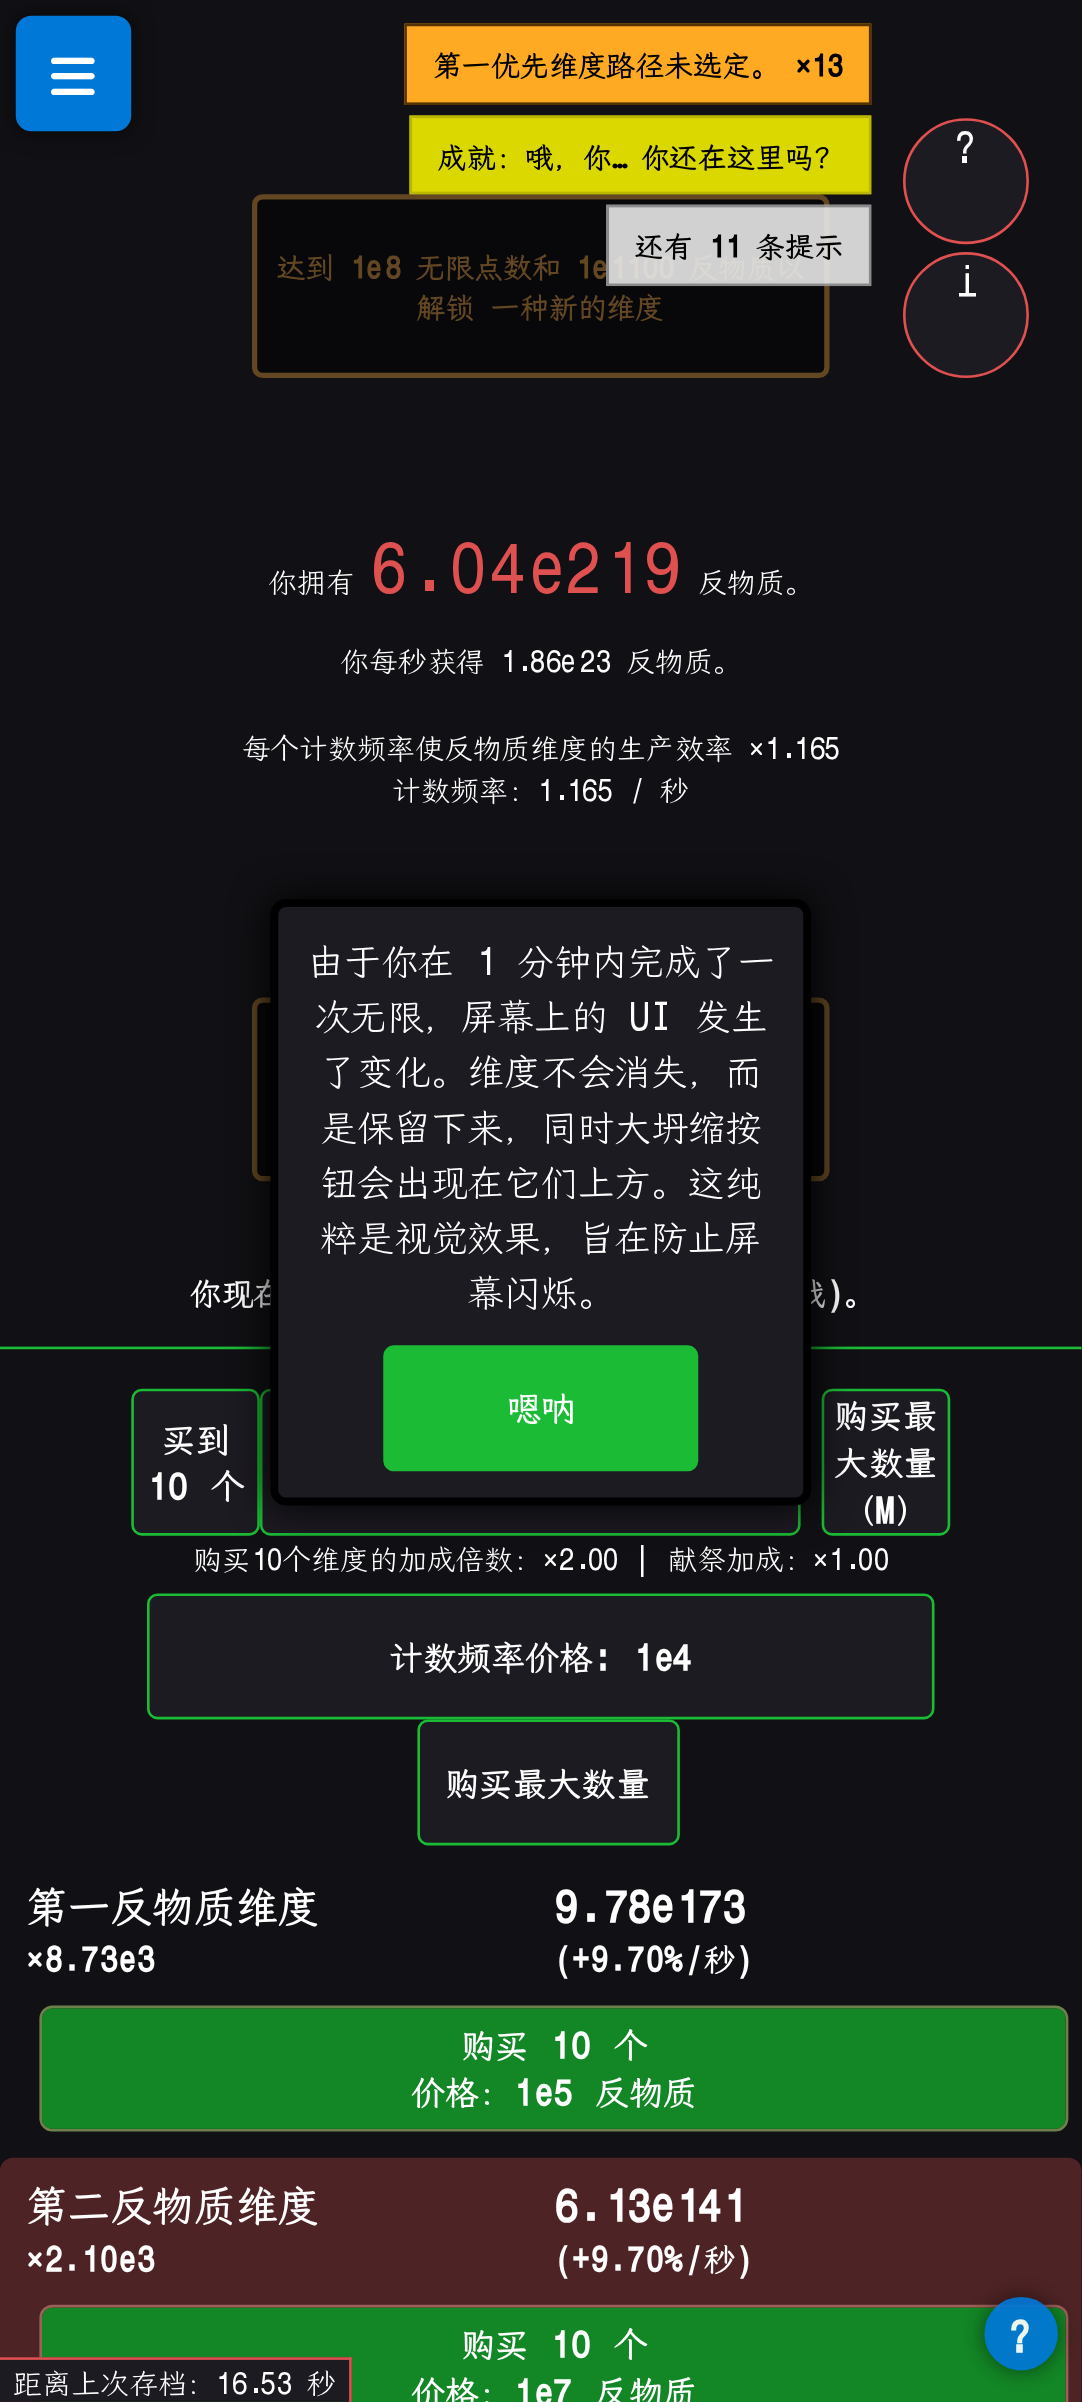 第一优先维度路径未选定。 ×13
成就：哦，你… 你还在这里吗？
还有 11 条提示
?
i
达到 1e8 无限点数和 1e1100 反物质以
解锁 一种新的维度
你拥有 6.04e219 反物质。
你每秒获得 1.86e23 反物质。
每个计数频率使反物质维度的生产效率 ×1.165
计数频率：1.165 / 秒
由于你在 1 分钟内完成了一
次无限，屏幕上的 UI 发生
了变化。维度不会消失，而
是保留下来，同时大坍缩按
钮会出现在它们上方。这纯
粹是视觉效果，旨在防止屏
幕闪烁。
嗯呐
你现在
)。
买到
10 个
购买最
大数量
(M)
购买10个维度的加成倍数：×2.00 | 献祭加成：×1.00
计数频率价格: 1e4
购买最大数量
第一反物质维度 9.78e173
×8.73e3 (+9.70%/秒)
购买 10 个
价格：1e5 反物质
第二反物质维度 6.13e141
×2.10e3 (+9.70%/秒)
购买 10 个
价格：1e7 反物质
?
距离上次存档：16.53 秒